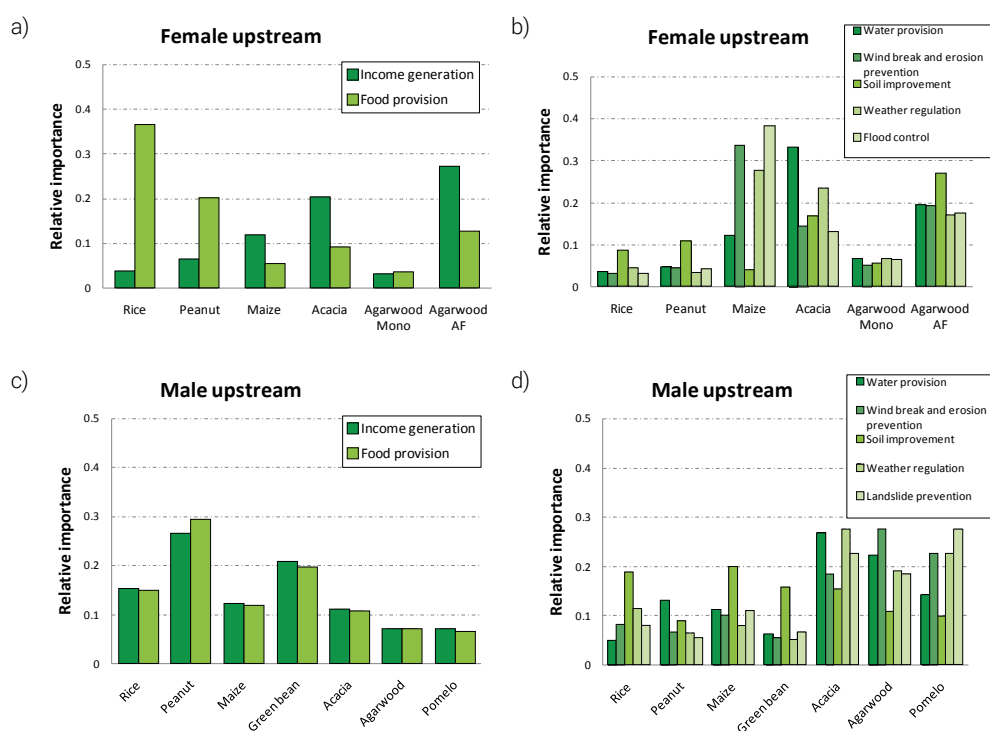 a)
Female upstream
Relative importance
0.5
0.4
0.3
0.2
0.1
0
Income generation
Food provision
Rice
Peanut
Maize
Acacia
Agarwood
Mono
Agarwood
AF
b)
Female upstream
Relative importance
0.5
0.4
0.3
0.2
0.1
0
Water provision
Wind break and erosion
prevention
Soil improvement
Weather regulation
Flood control
Rice
Peanut
Maize
Acacia
Agarwood
Mono
Agarwood
AF
c)
Male upstream
Relative importance
0.5
0.4
0.3
0.2
0.1
0
Income generation
Food provision
Rice
Peanut
Maize
Green bean
Acacia
Agarwood
Pomelo
d)
Male upstream
Relative importance
0.5
0.4
0.3
0.2
0.1
0
Water provision
Wind break and erosion
prevention
Soil improvement
Weather regulation
Landslide prevention
Rice
Peanut
Maize
Green bean
Acacia
Agarwood
Pomelo